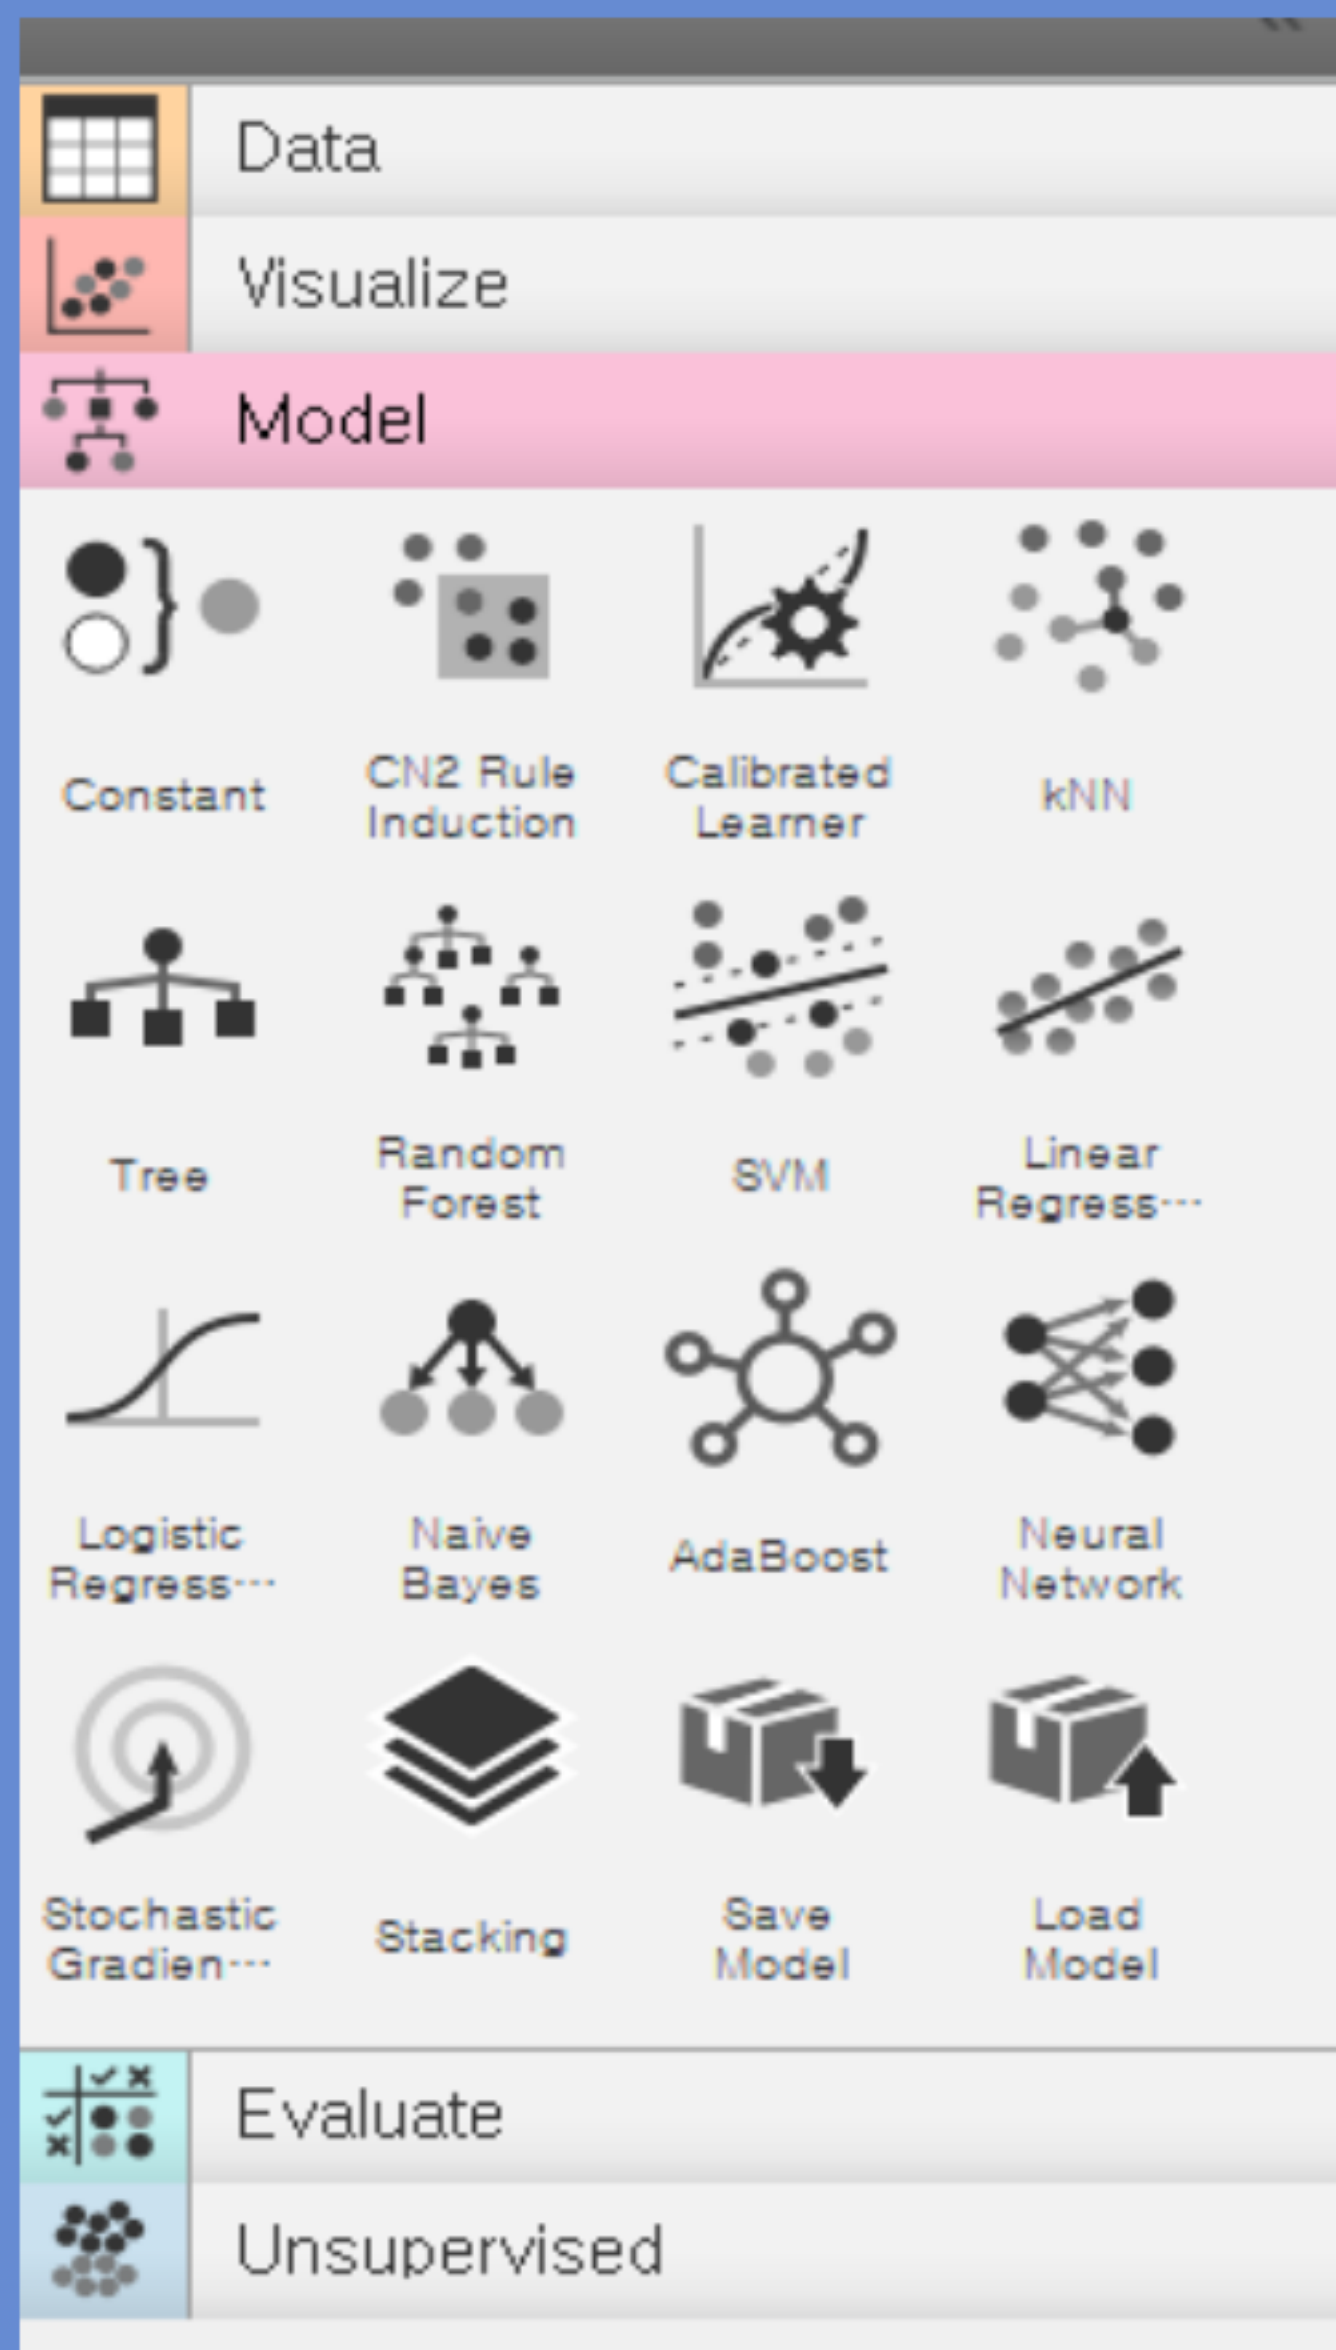 Data
Visualize
Model
Constant
CN2 Rule
Induction
Calibrated
Learner
kNN
Tree
Random
Forest
SVM
Linear
Regress···
Logistic
Regress···
Naive
Bayes
AdaBoost
Neural
Network
Stochastic
Gradien···
Stacking
Save
Model
Load
Model
Evaluate
Unsupervised